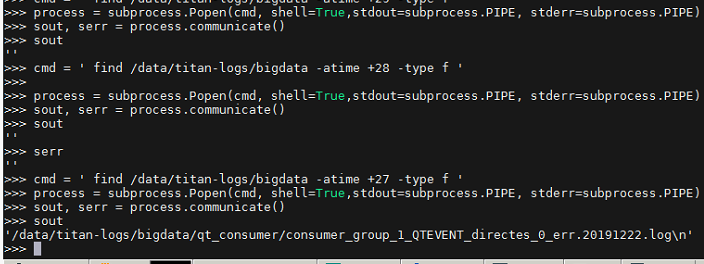 >>> cmd = ' find /data/titan-logs/bigdata -atime +29 -type f '
>>> process = subprocess.Popen(cmd, shell=True,stdout=subprocess.PIPE, stderr=subprocess.PIPE)
>>> sout, serr = process.communicate()
>>> sout
''
>>> cmd = ' find /data/titan-logs/bigdata -atime +28 -type f '
>>>
>>> process = subprocess.Popen(cmd, shell=True,stdout=subprocess.PIPE, stderr=subprocess.PIPE)
>>> sout, serr = process.communicate()
>>> sout
''
>>> serr
''
>>> cmd = ' find /data/titan-logs/bigdata -atime +27 -type f '
>>> process = subprocess.Popen(cmd, shell=True,stdout=subprocess.PIPE, stderr=subprocess.PIPE)
>>> sout, serr = process.communicate()
>>> sout
'/data/titan-logs/bigdata/qt_consumer/consumer_group_1_QTEVENT_directes_0_err.20191222.log\n'
>>>